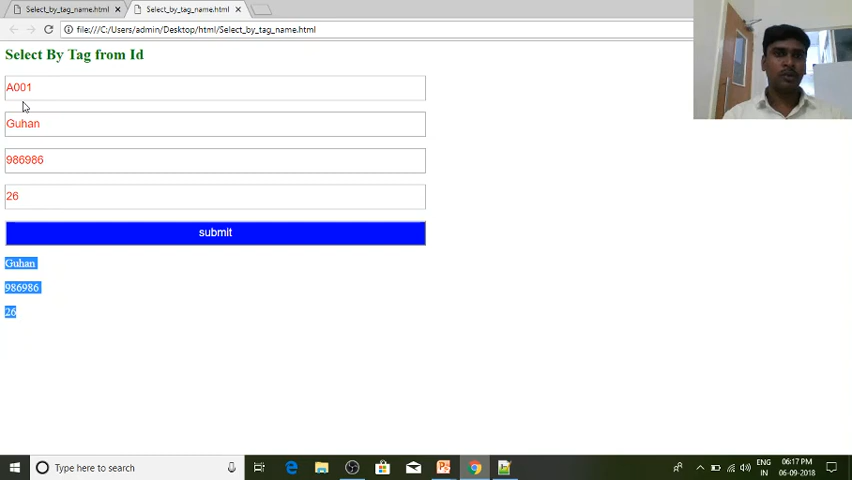 Select_by_tag_name.html
Select_by_tag_name.html
file:///C:/Users/admin/Desktop/html/Select_by_tag_name.html
Select By Tag from Id
A001
Guhan
986986
26
submit
Guhan
986986
26
Type here to search
ENG
IN
06:17 PM
06-09-2018